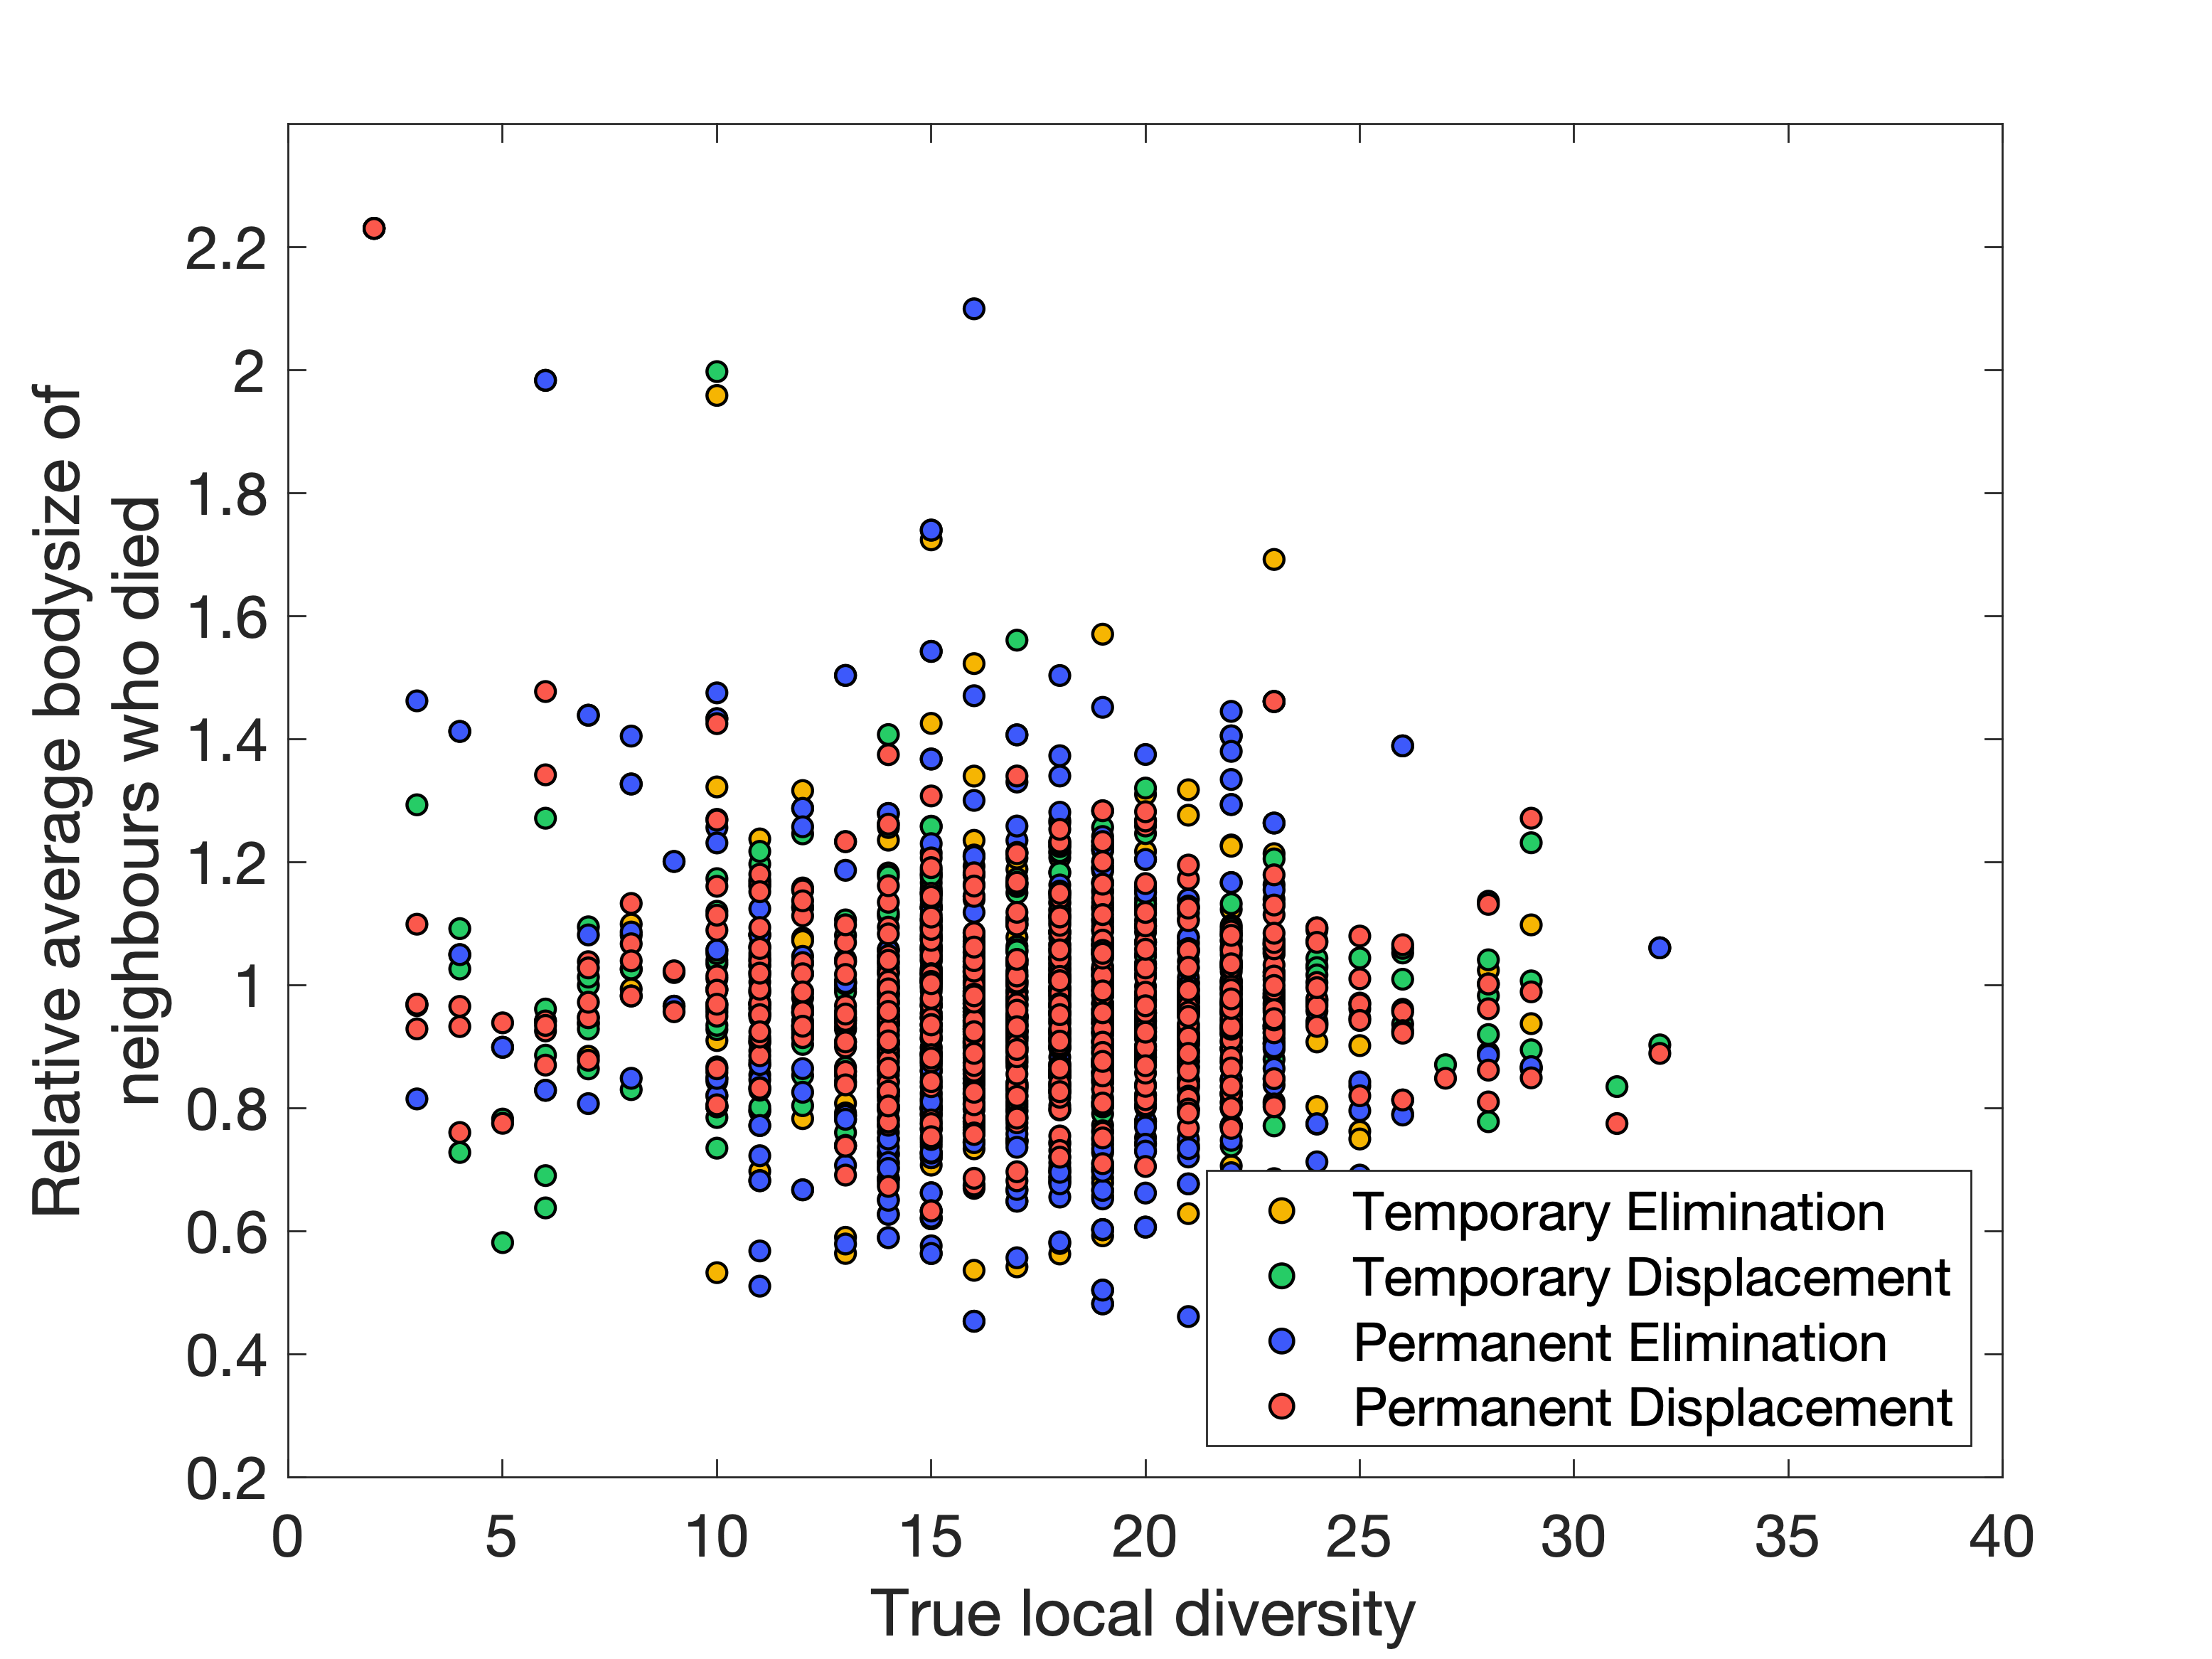 2.2
2
1.8
1.6
1.4
1.2
1
0.8
0.6
0.4
0.2
Relative average bodysize of
neighbours who died
Temporary Elimination
Temporary Displacement
Permanent Elimination
Permanent Displacement
0 5 10 15 20 25 30 35 40
True local diversity